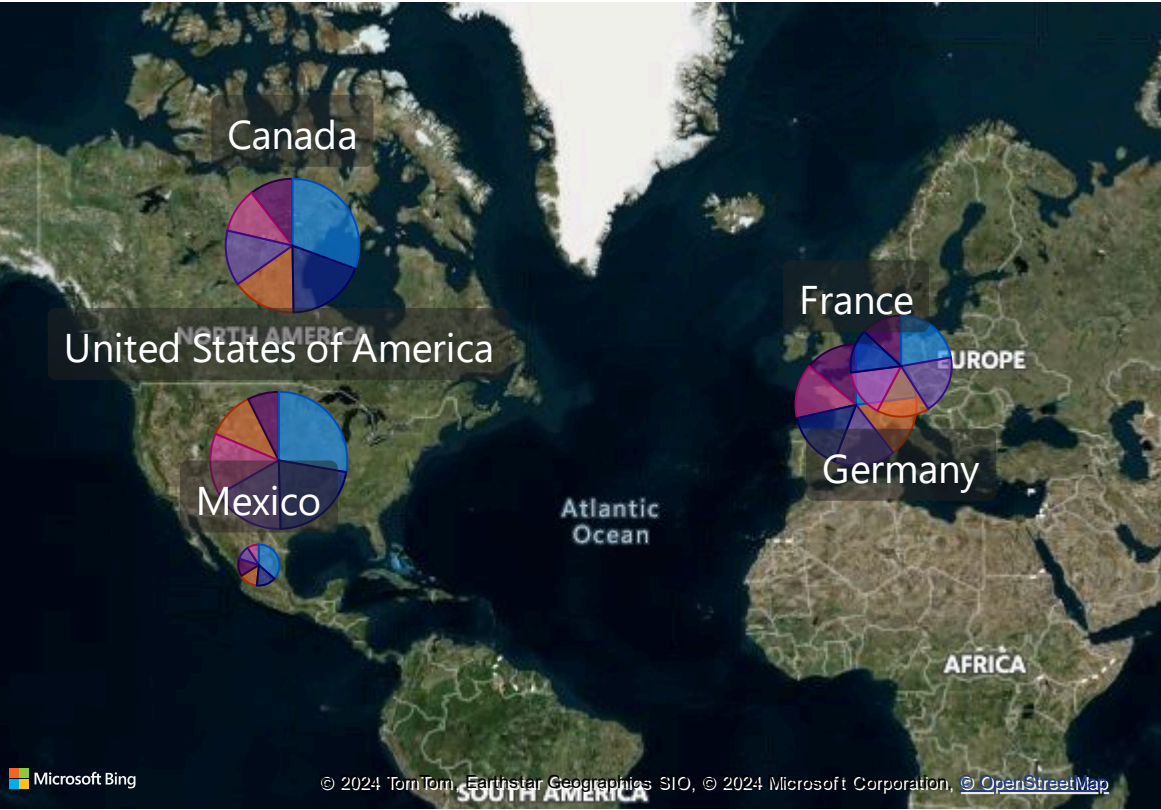 Canada
NORTH AMERICA
United States of America
France
EUROPE
Mexico
Germany
Atlantic
Ocean
AFRICA
Microsoft Bing
© 2024 TomTom, Earthstar Geographics SIO, © 2024 Microsoft Corporation, © OpenStreetMap
SOUTH AMERICA